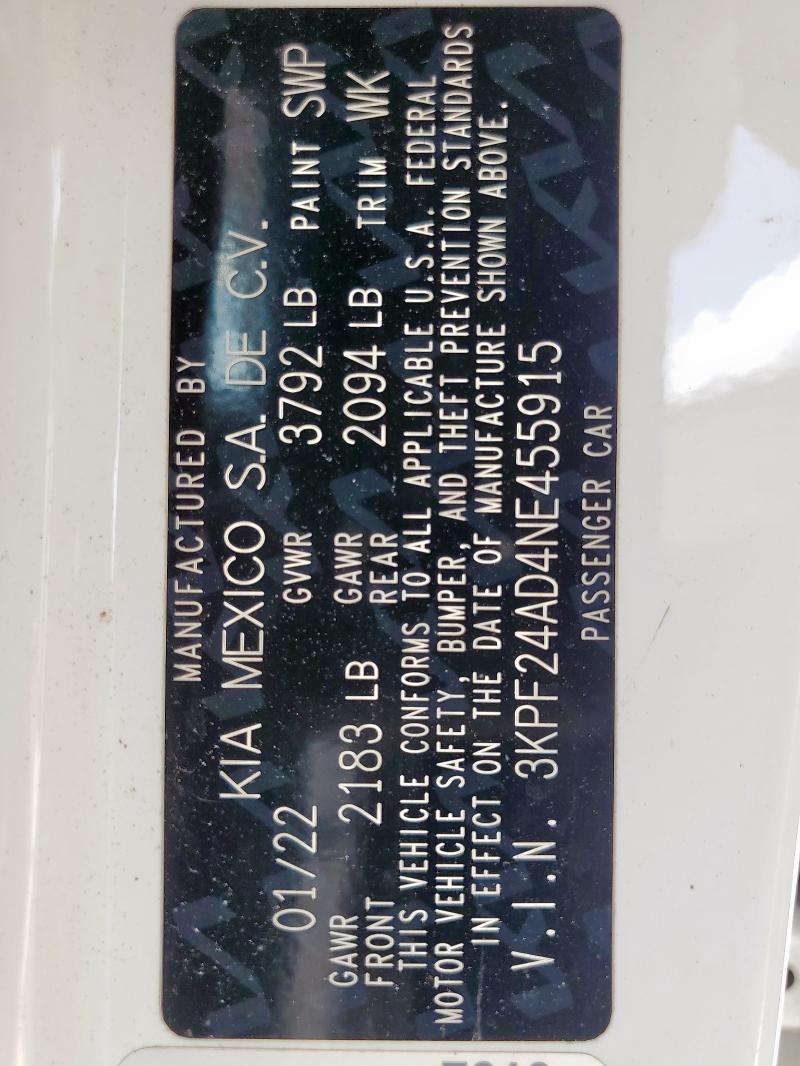 MANUFACTURED BY
KIA MEXICO S.A. DE C.V.
01/22 GVWR 3792 LB PAINT SWP
GAWR FRONT 2183 LB GAWR REAR 2094 LB TRIM WK
THIS VEHICLE CONFORMS TO ALL APPLICABLE U.S.A. FEDERAL
MOTOR VEHICLE SAFETY, BUMPER, AND THEFT PREVENTION STANDARDS
IN EFFECT ON THE DATE OF MANUFACTURE SHOWN ABOVE.
V.I.N. 3KPF24AD4NE455915
PASSENGER CAR